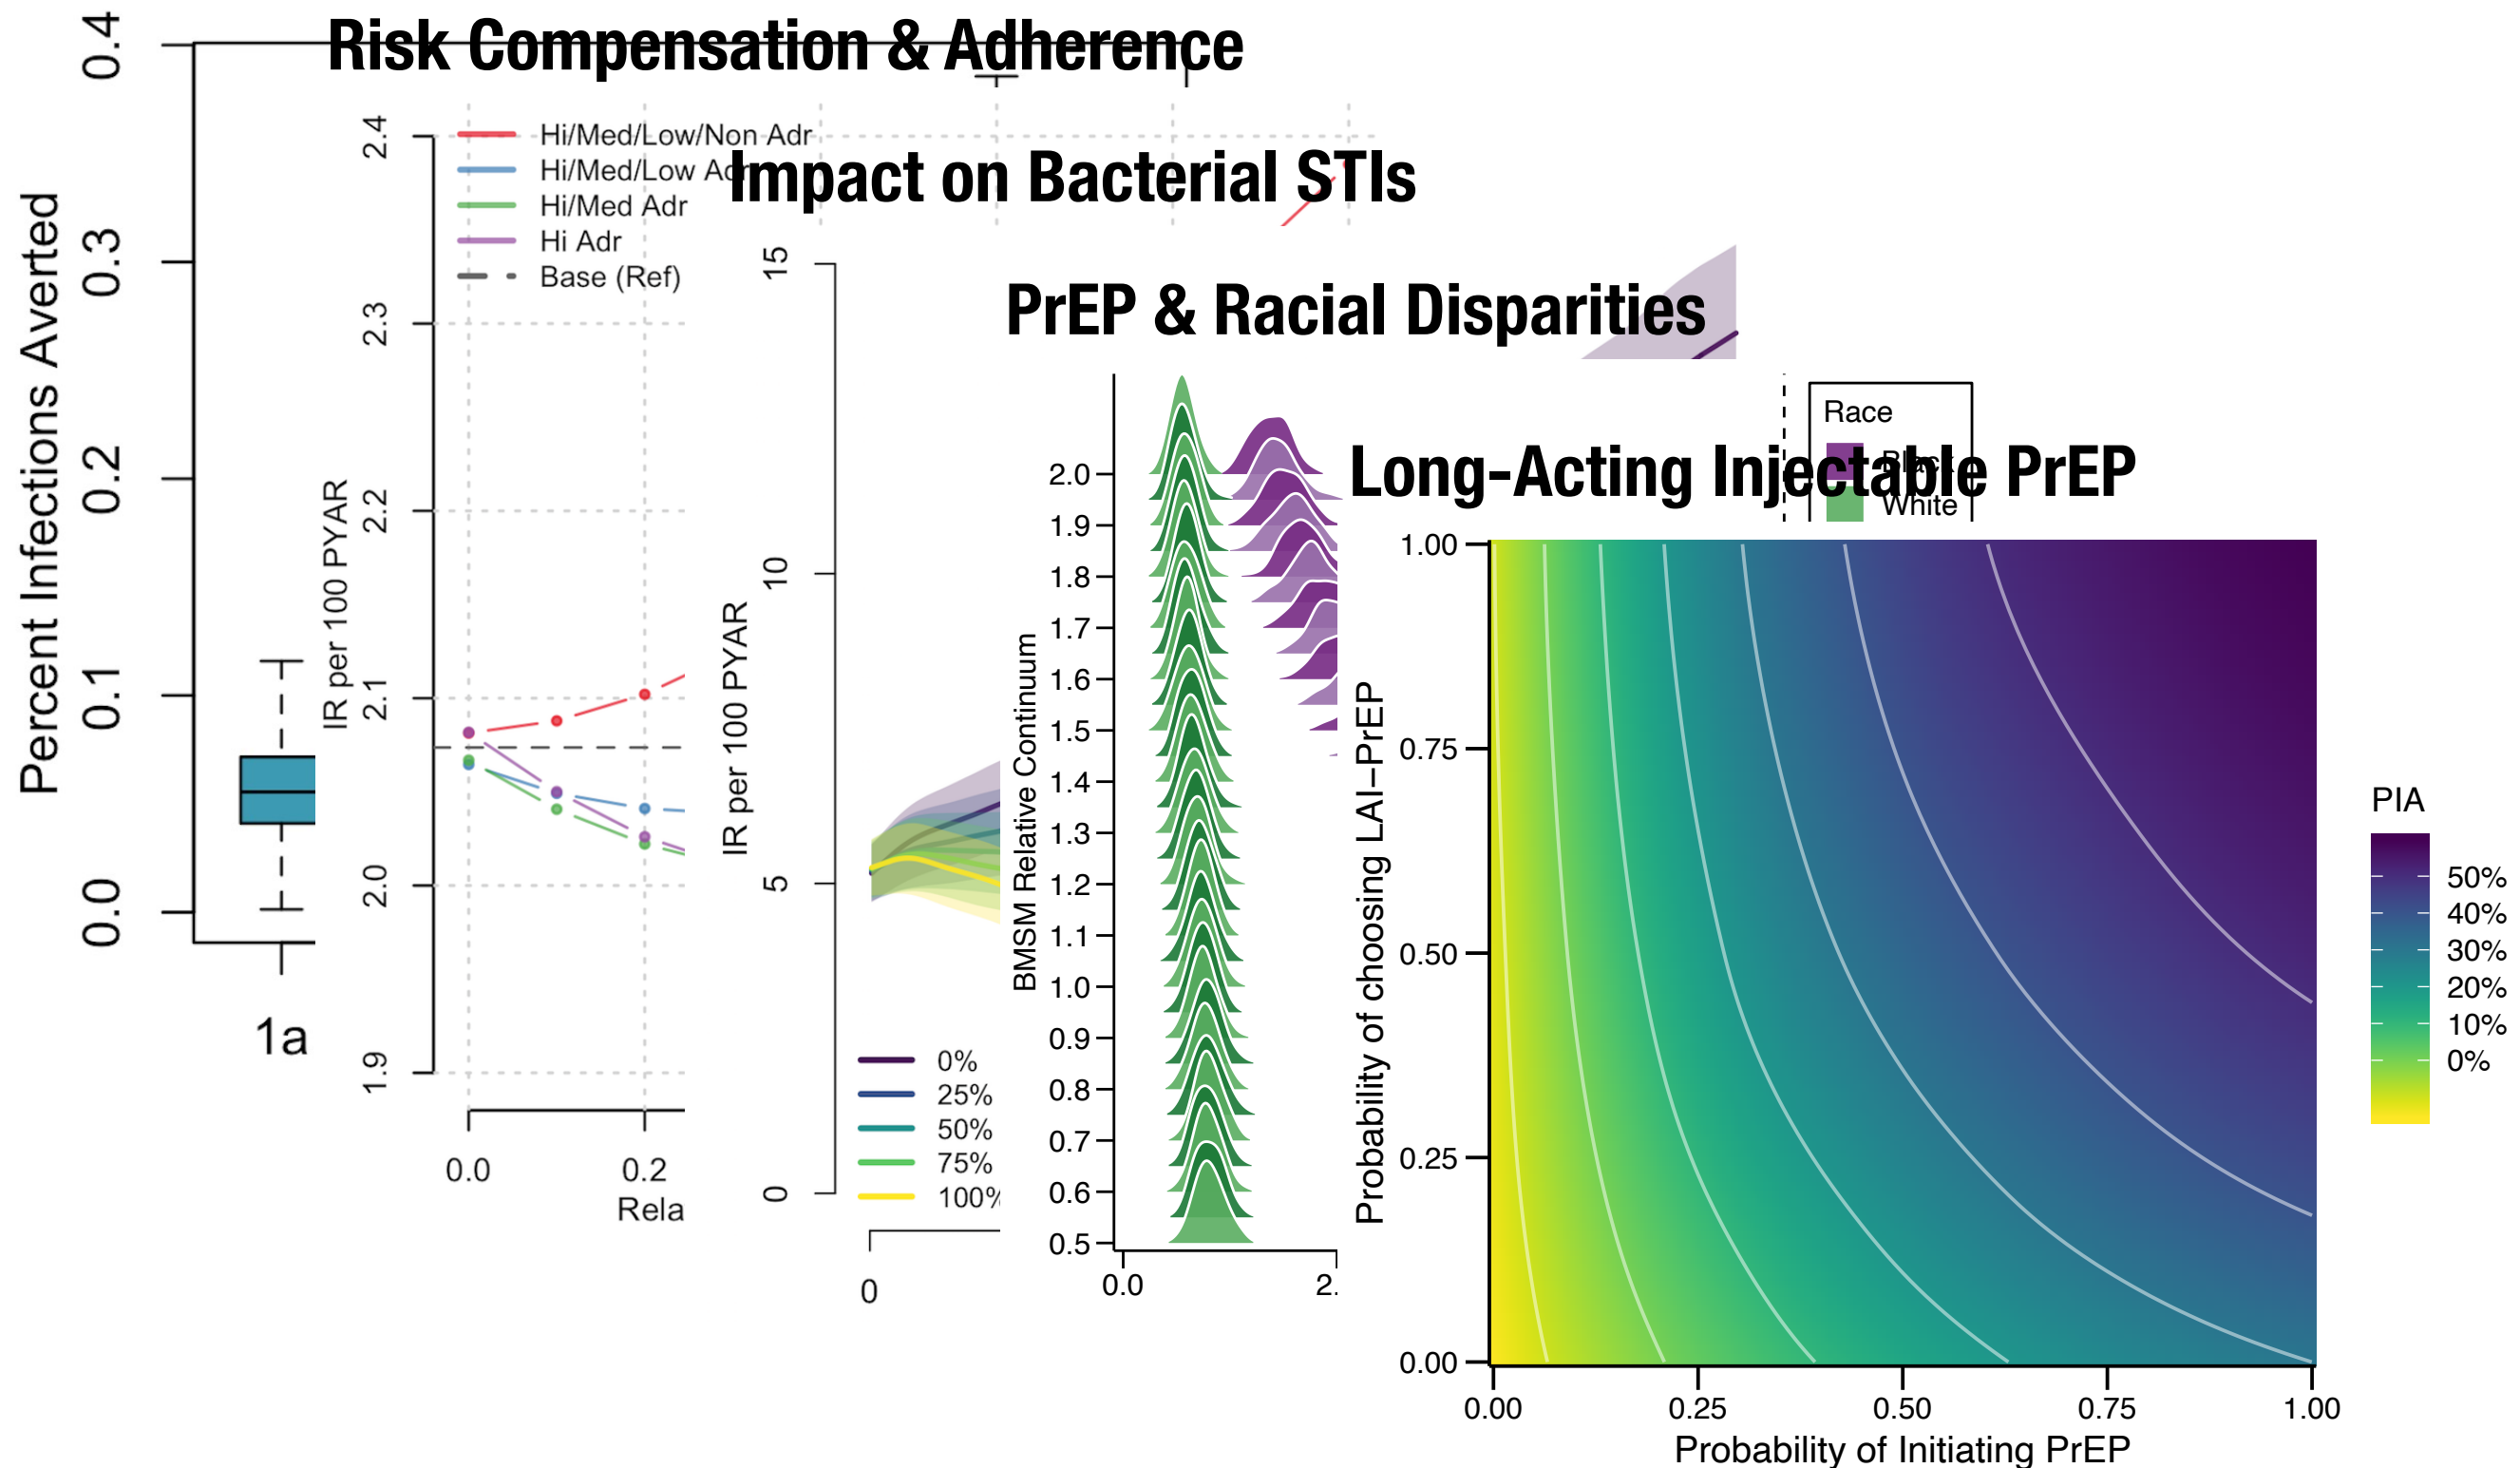 Risk Compensation & Adherence
Percent Infections Averted
0.4
0.3
0.2
0.1
0.0
1a
Hi/Med/Low/Non Adr
Hi/Med/Low Adr
Hi/Med Adr
Hi Adr
Base (Ref)
IR per 100 PYAR
2.4
2.3
2.2
2.1
2.0
1.9
0.0
0.2
Rela
Impact on Bacterial STIs
IR per 100 PYAR
15
10
5
0
0%
25%
50%
75%
100%
0
PrEP & Racial Disparities
BMSM Relative Continuum
2.0
1.9
1.8
1.7
1.6
1.5
1.4
1.3
1.2
1.1
1.0
0.9
0.8
0.7
0.6
0.5
0.0
2.
Race
Black
White
Long-Acting Injectable PrEP
Probability of choosing LAI–PrEP
1.00
0.75
0.50
0.25
0.00
0.00 0.25 0.50 0.75 1.00
Probability of Initiating PrEP
PIA
50%
40%
30%
20%
10%
0%